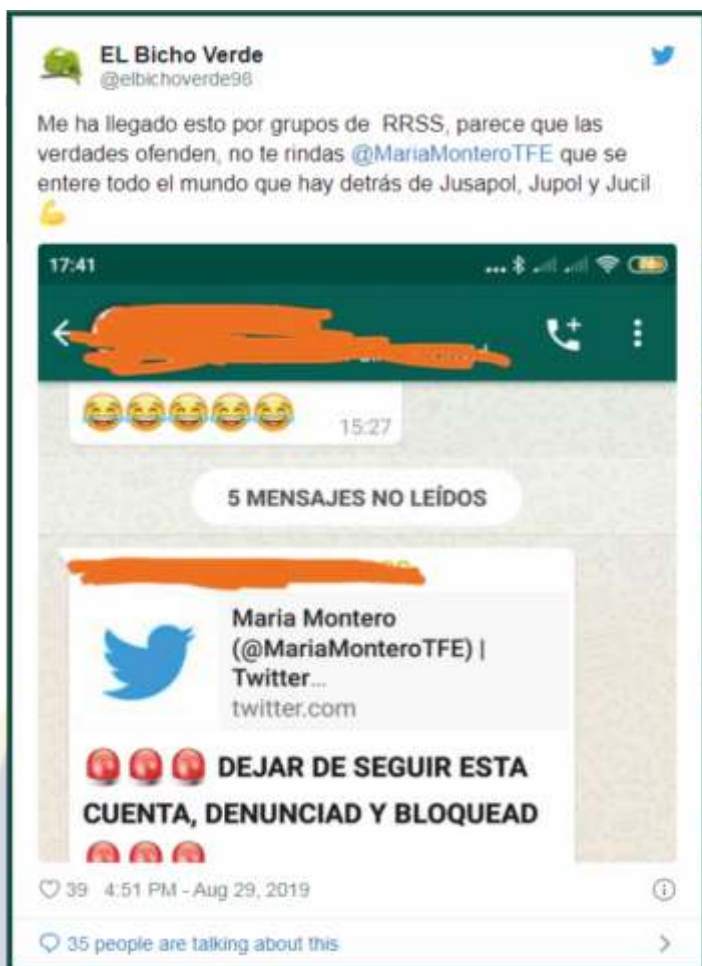 EL Bicho Verde
@elbichoverde98
Me ha llegado esto por grupos de RRSS, parece que las
verdades ofenden, no te rindas @MariaMonteroTFE que se
entere todo el mundo que hay detrás de Jusapol, Jupol y Jucil
17:41
15:27
5 MENSAJES NO LEÍDOS
Maria Montero
(@MariaMonteroTFE) |
Twitter...
twitter.com
DEJAR DE SEGUIR ESTA
CUENTA, DENUNCIAD Y BLOQUEAD
39 4:51 PM - Aug 29, 2019
35 people are talking about this